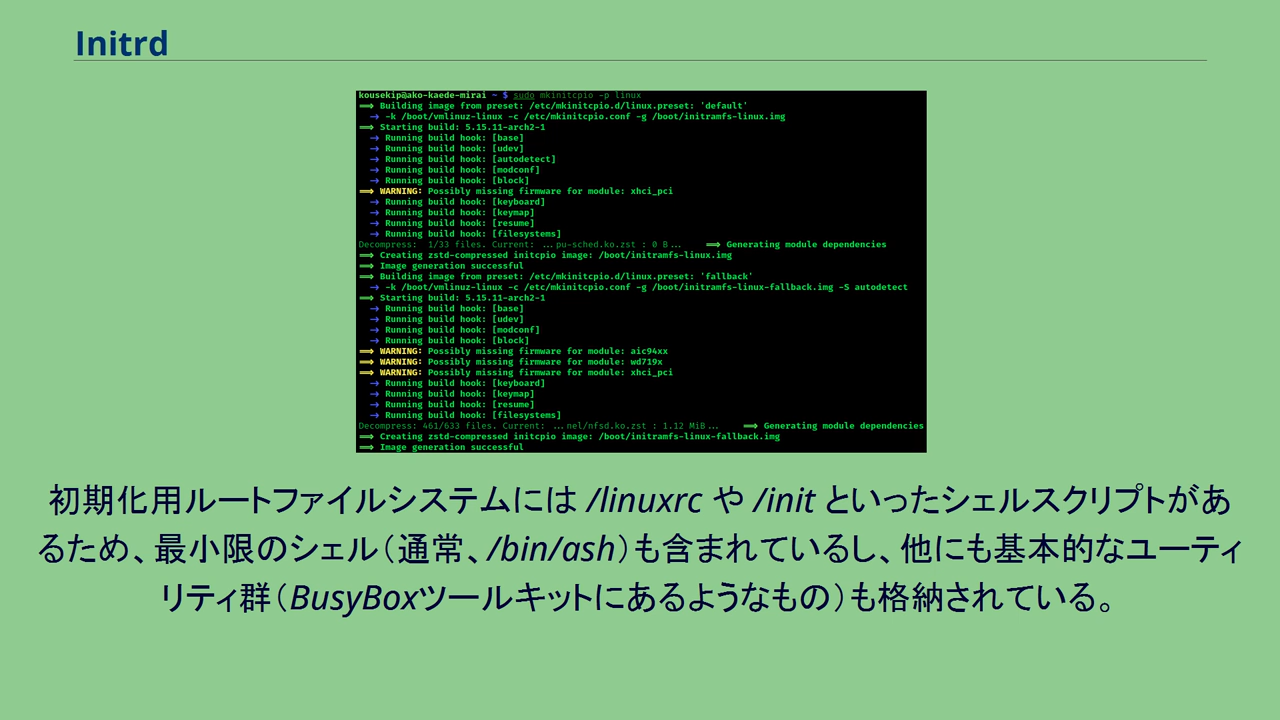 Initrd
kousekip@ako-kaede-mirai ~ $ sudo mkinitcpio -p linux
==> Building image from preset: /etc/mkinitcpio.d/linux.preset: 'default'
-> -k /boot/vmlinuz-linux -c /etc/mkinitcpio.conf -g /boot/initramfs-linux.img
==> Starting build: 5.15.11-arch2-1
-> Running build hook: [base]
-> Running build hook: [udev]
-> Running build hook: [autodetect]
-> Running build hook: [modconf]
-> Running build hook: [block]
==> WARNING: Possibly missing firmware for module: xhci_pci
-> Running build hook: [keyboard]
-> Running build hook: [keymap]
-> Running build hook: [resume]
-> Running build hook: [filesystems]
Decompress: 1/33 files. Current: ...pu-sched.ko.zst : 0 B... ==> Generating module dependencies
==> Creating zstd-compressed initcpio image: /boot/initramfs-linux.img
==> Image generation successful
==> Building image from preset: /etc/mkinitcpio.d/linux.preset: 'fallback'
-> -k /boot/vmlinuz-linux -c /etc/mkinitcpio.conf -g /boot/initramfs-linux-fallback.img -S autodetect
==> Starting build: 5.15.11-arch2-1
-> Running build hook: [base]
-> Running build hook: [udev]
-> Running build hook: [modconf]
-> Running build hook: [block]
==> WARNING: Possibly missing firmware for module: aic94xx
==> WARNING: Possibly missing firmware for module: wd719x
==> WARNING: Possibly missing firmware for module: xhci_pci
-> Running build hook: [keyboard]
-> Running build hook: [keymap]
-> Running build hook: [resume]
-> Running build hook: [filesystems]
Decompress: 461/633 files. Current: ...nel/nfsd.ko.zst : 1.12 MiB... ==> Generating module dependencies
==> Creating zstd-compressed initcpio image: /boot/initramfs-linux-fallback.img
==> Image generation successful
初期化用ルートファイルシステムには /linuxrc や /init といったシェルスクリプトがあ
るため、最小限のシェル（通常、/bin/ash）も含まれているし、他にも基本的なユーティ
リティ群（BusyBoxツールキットにあるようなもの）も格納されている。